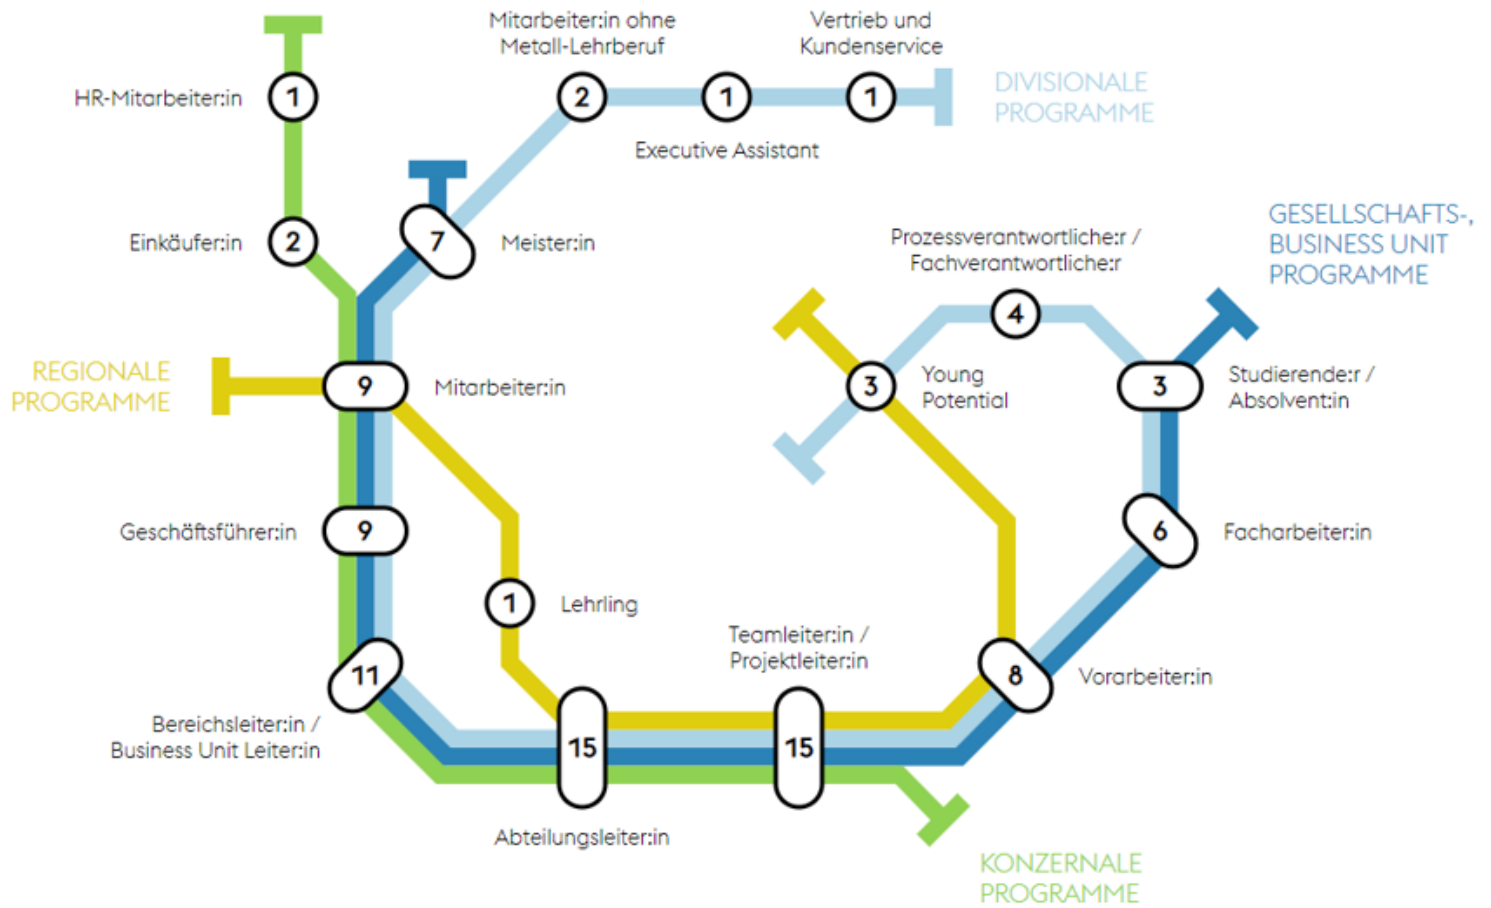 Mitarbeiter:in ohne
Metall-Lehrberuf
Vertrieb und
Kundenservice
HR-Mitarbeiter:in
1
2
1
1
DIVISIONALE
PROGRAMME
Executive Assistant
Einkäufer:in
2
7
Meister:in
Prozessverantwortliche:r /
Fachverantwortliche:r
GESELLSCHAFTS-,
BUSINESS UNIT
PROGRAMME
4
REGIONALE
PROGRAMME
9
Mitarbeiter:in
3
Young
Potential
3
Studierende:r /
Absolvent:in
Geschäftsführer:in
9
6
Facharbeiter:in
1
Lehrling
Teamleiter:in /
Projektleiter:in
11
8
Vorarbeiter:in
Bereichsleiter:in /
Business Unit Leiter:in
15
15
Abteilungsleiter:in
KONZERNALE
PROGRAMME